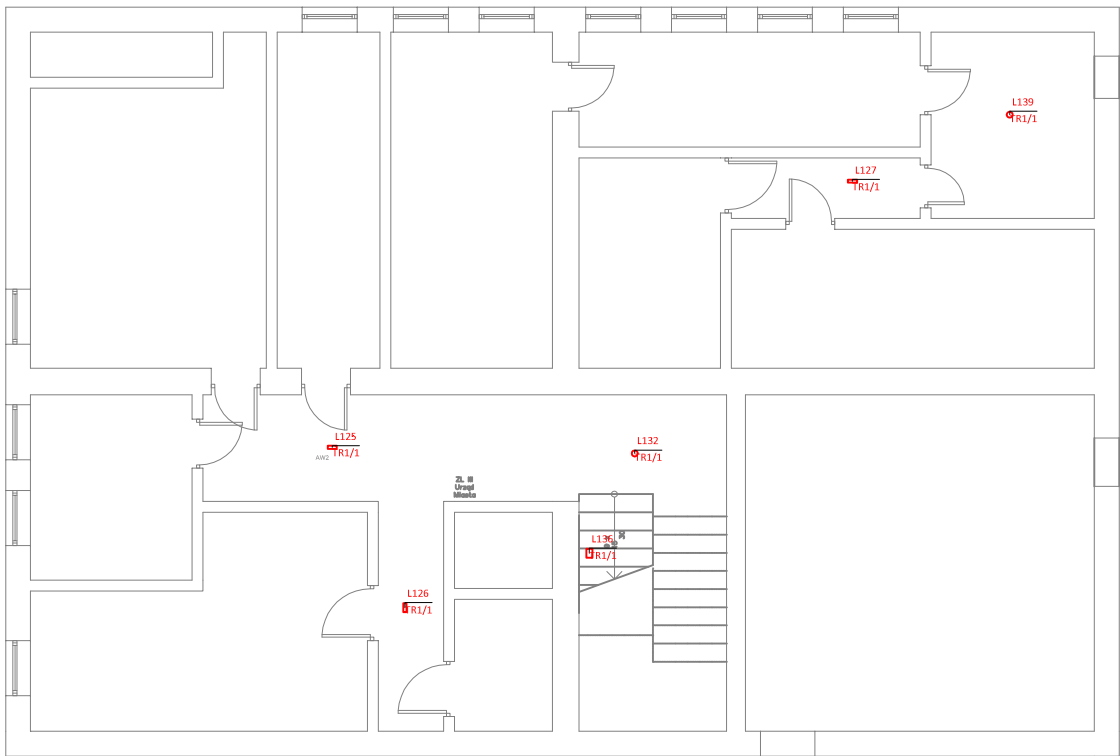 L139
TR1/1
L127
TR1/1
L125
TR1/1
AW2
L132
TR1/1
ZL III
Urząd
Miasta
L136
TR1/1
L126
TR1/1